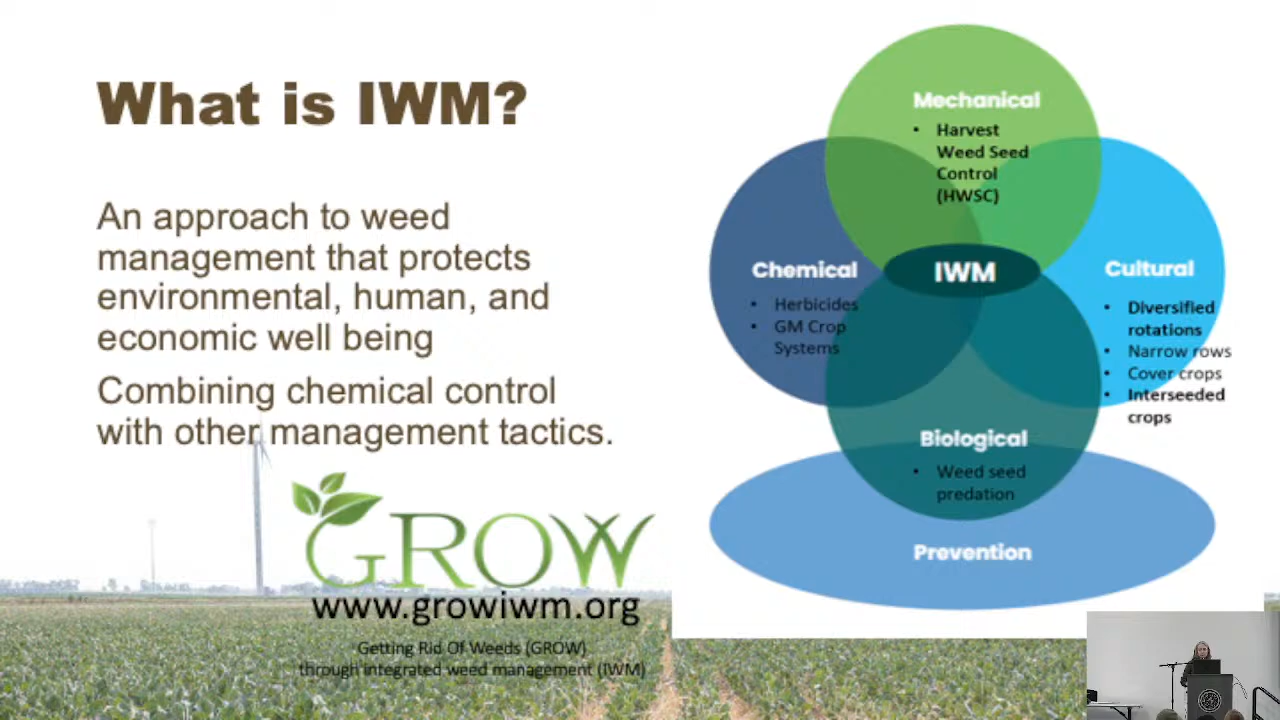 What is IWM?
An approach to weed
management that protects
environmental, human, and
economic well being
Combining chemical control
with other management tactics.
GROW
www.growiwm.org
Getting Rid Of Weeds (GROW)
through integrated weed management (IWM)
Mechanical
• Harvest
Weed Seed
Control
(HWSC)
Chemical
• Herbicides
• GM Crop
Systems
IWM
Cultural
• Diversified
rotations
• Narrow rows
• Cover crops
• Interseeded
crops
Biological
• Weed seed
predation
Prevention